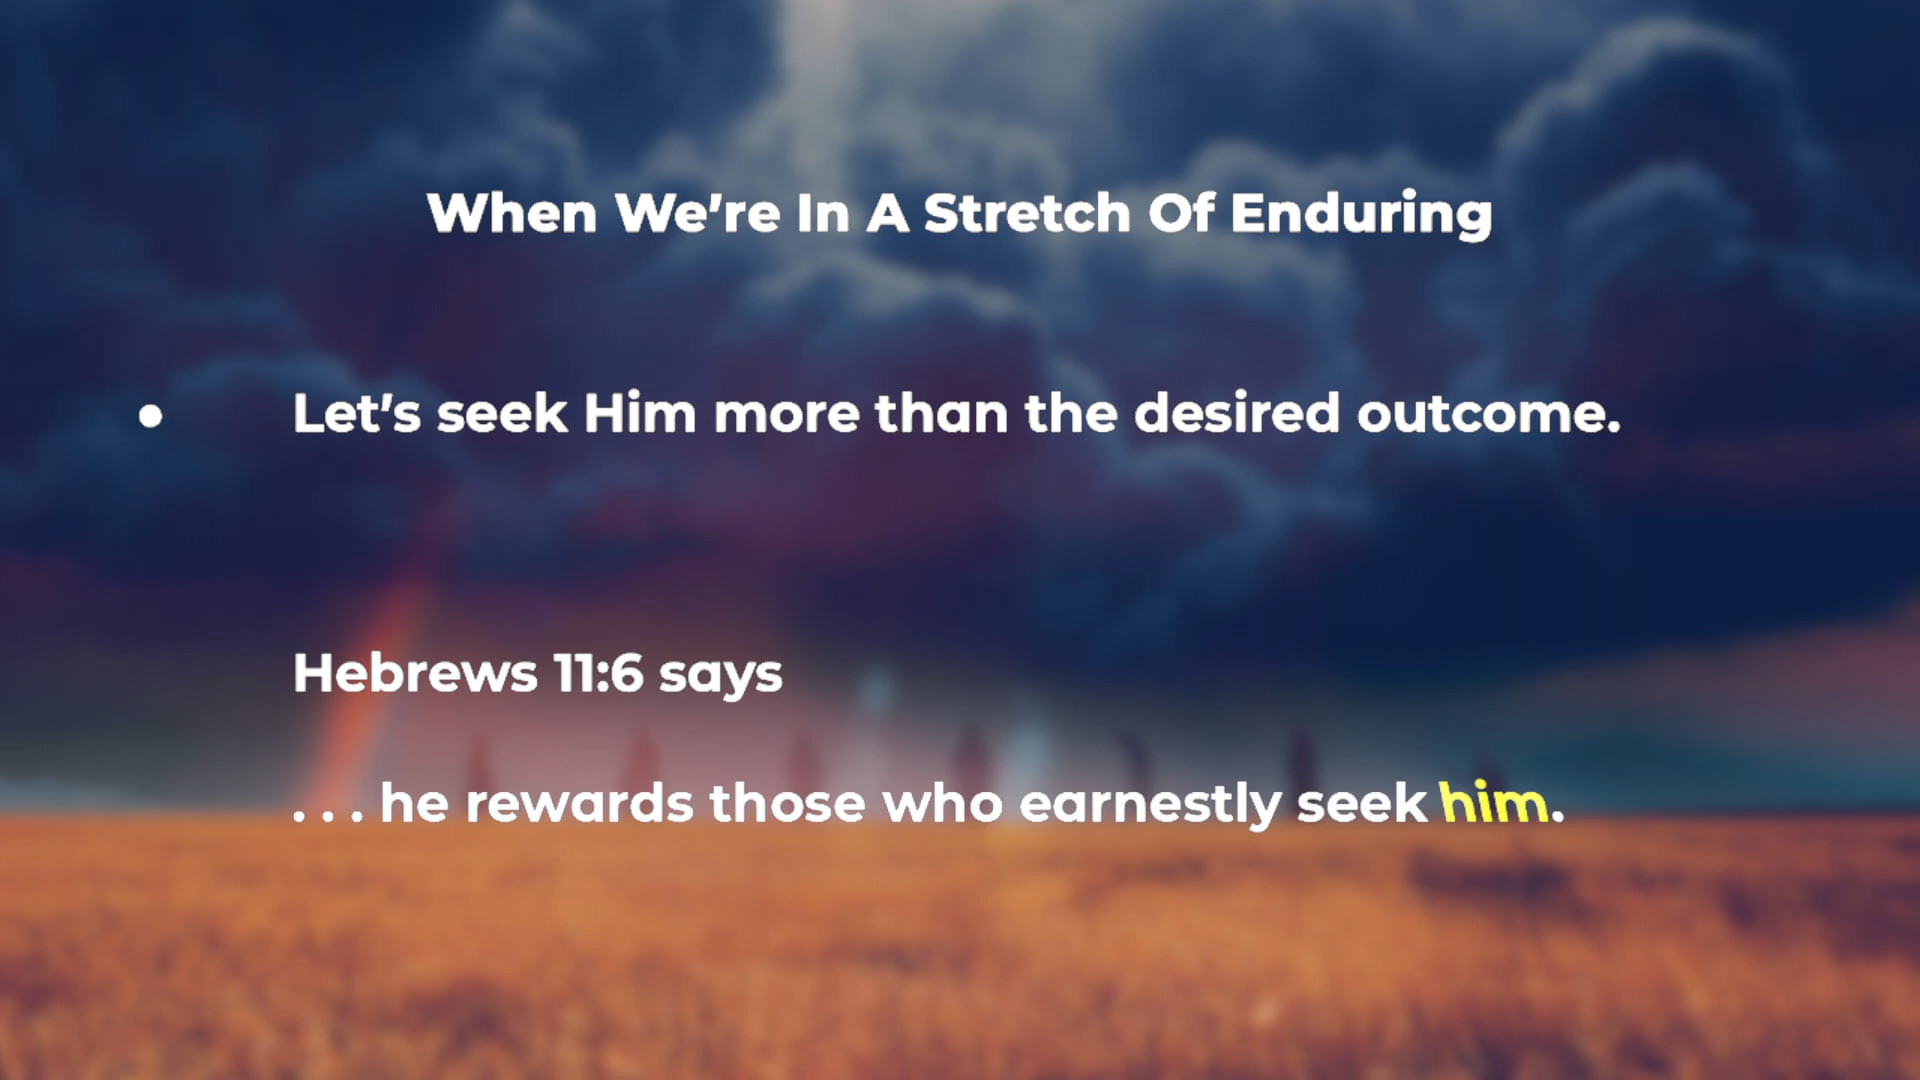 When We're In A Stretch Of Enduring
• Let's seek Him more than the desired outcome.
Hebrews 11:6 says
. . . he rewards those who earnestly seek him.